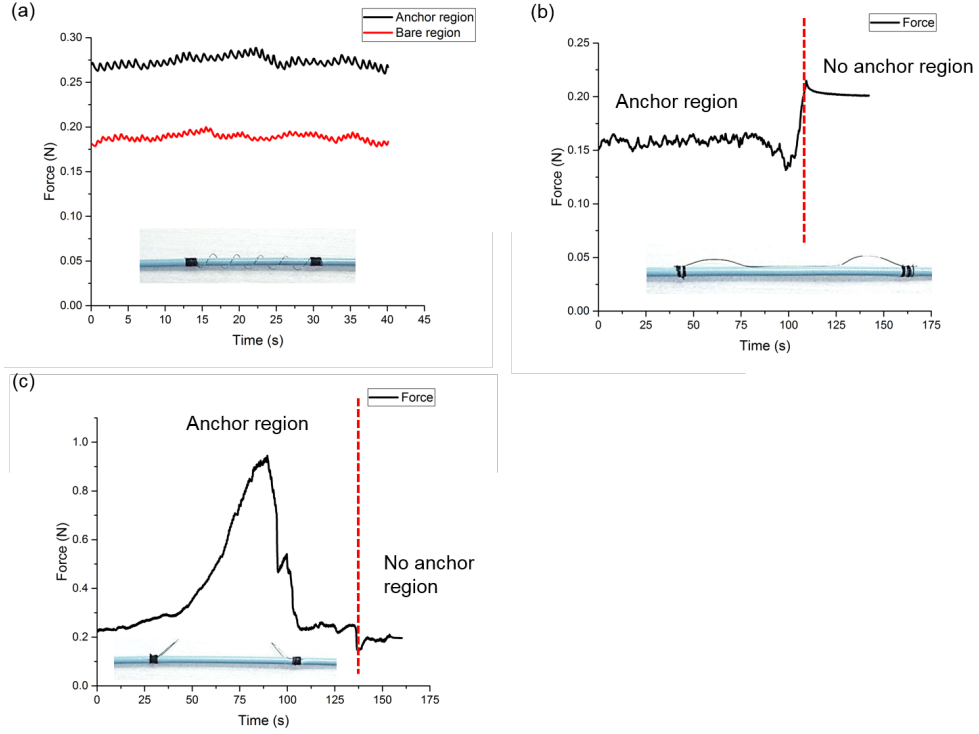 (a)
Anchor region
Bare region
0.30
0.25
0.20
0.15
0.10
0.05
0.00
Force (N)
0 5 10 15 20 25 30 35 40 45
Time (s)
(b)
Force
No anchor region
Anchor region
0.25
0.20
0.15
0.10
0.05
0.00
Force (N)
0 25 50 75 100 125 150 175
Time (s)
(c)
Force
Anchor region
No anchor
region
1.0
0.8
0.6
0.4
0.2
0.0
Force (N)
0 25 50 75 100 125 150 175
Time (s)